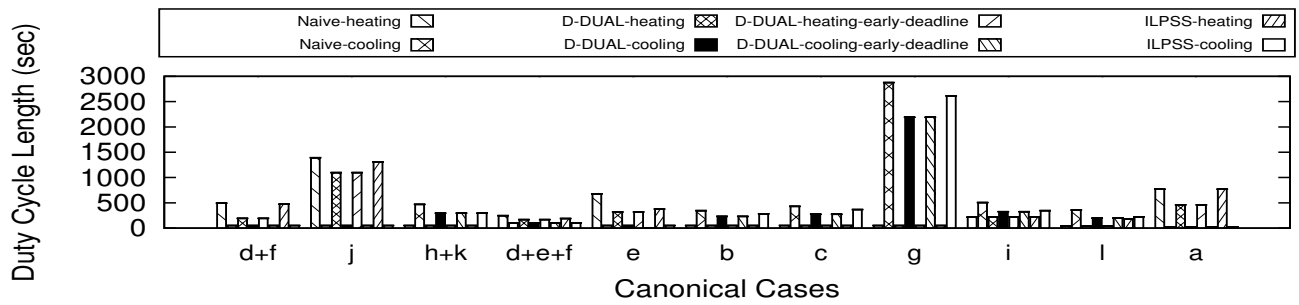 Naive-heating D-DUAL-heating D-DUAL-heating-early-deadline ILPSS-heating
Naive-cooling D-DUAL-cooling D-DUAL-cooling-early-deadline ILPSS-cooling
Duty Cycle Length (sec)
3000
2500
2000
1500
1000
500
0
d+f j h+k d+e+f e b c g i l a
Canonical Cases